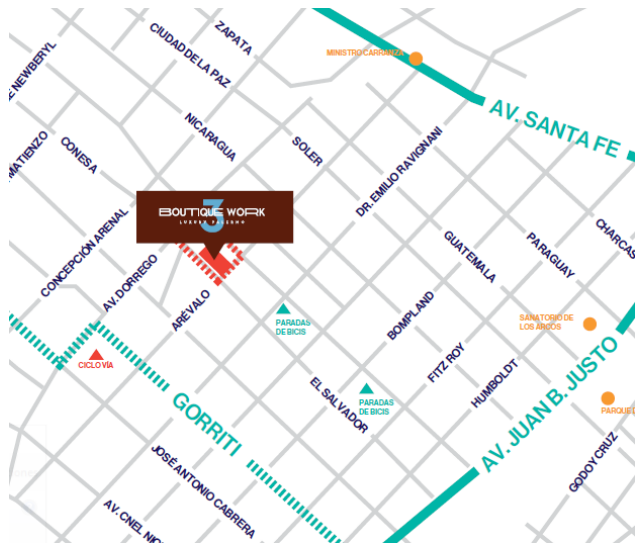 ZAPATA
CIUDAD DE LA PAZ
MINISTRO CARRANZA
DE NEWBERYL
AV. SANTA FE
NICARAGUA
SOLER
DR. EMILIO RAVIGNANI
MATIENZO
CONESA
3
BOUTIQUE WORK
CONCEPCIÓN ARENAL
AV. DORREGO
ARÉVALO
GUATEMALA
PARAGUAY
CHARCAS
PARADAS
DE BICIS
BOMPLAND
SANATORIO DE
LOS ARCOS
CICLOVÍA
FITZ ROY
HUMBOLDT
AV. JUAN B. JUSTO
EL SALVADOR
PARADAS
DE BICIS
PARQUE
GORRITI
GODOY CRUZ
JOSÉ ANTONIO CABRERA
AV. CNEL NIC